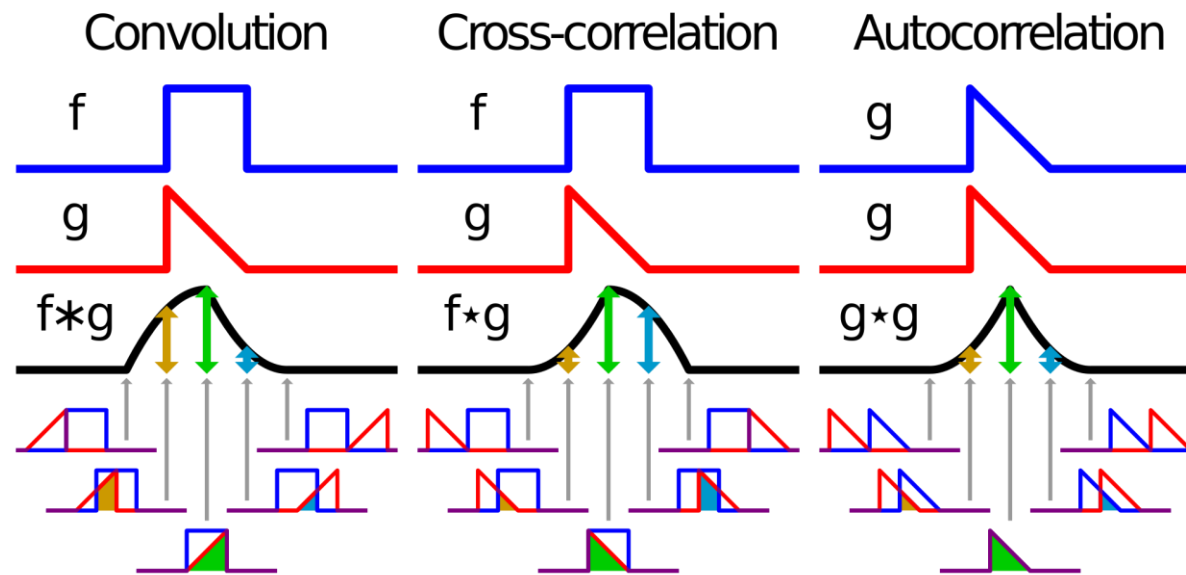 Convolution
f
g
f∗g
Cross-correlation
f
g
f⋆g
Autocorrelation
g
g
g⋆g